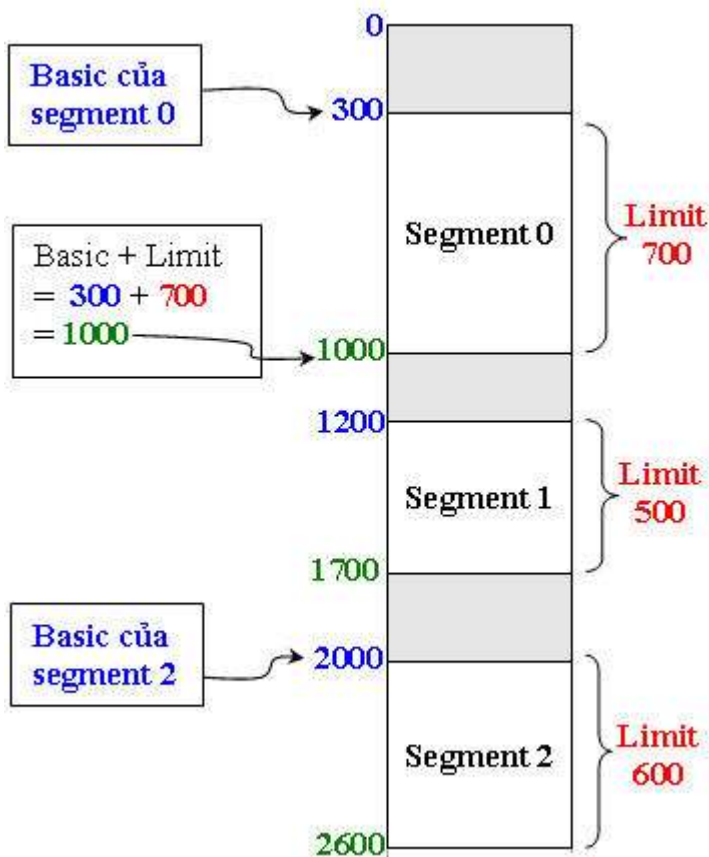 0
Basic của
segment 0
300
Segment 0
Limit
700
Basic + Limit
= 300 + 700
= 1000
1000
1200
Segment 1
Limit
500
1700
Basic của
segment 2
2000
Segment 2
Limit
600
2600